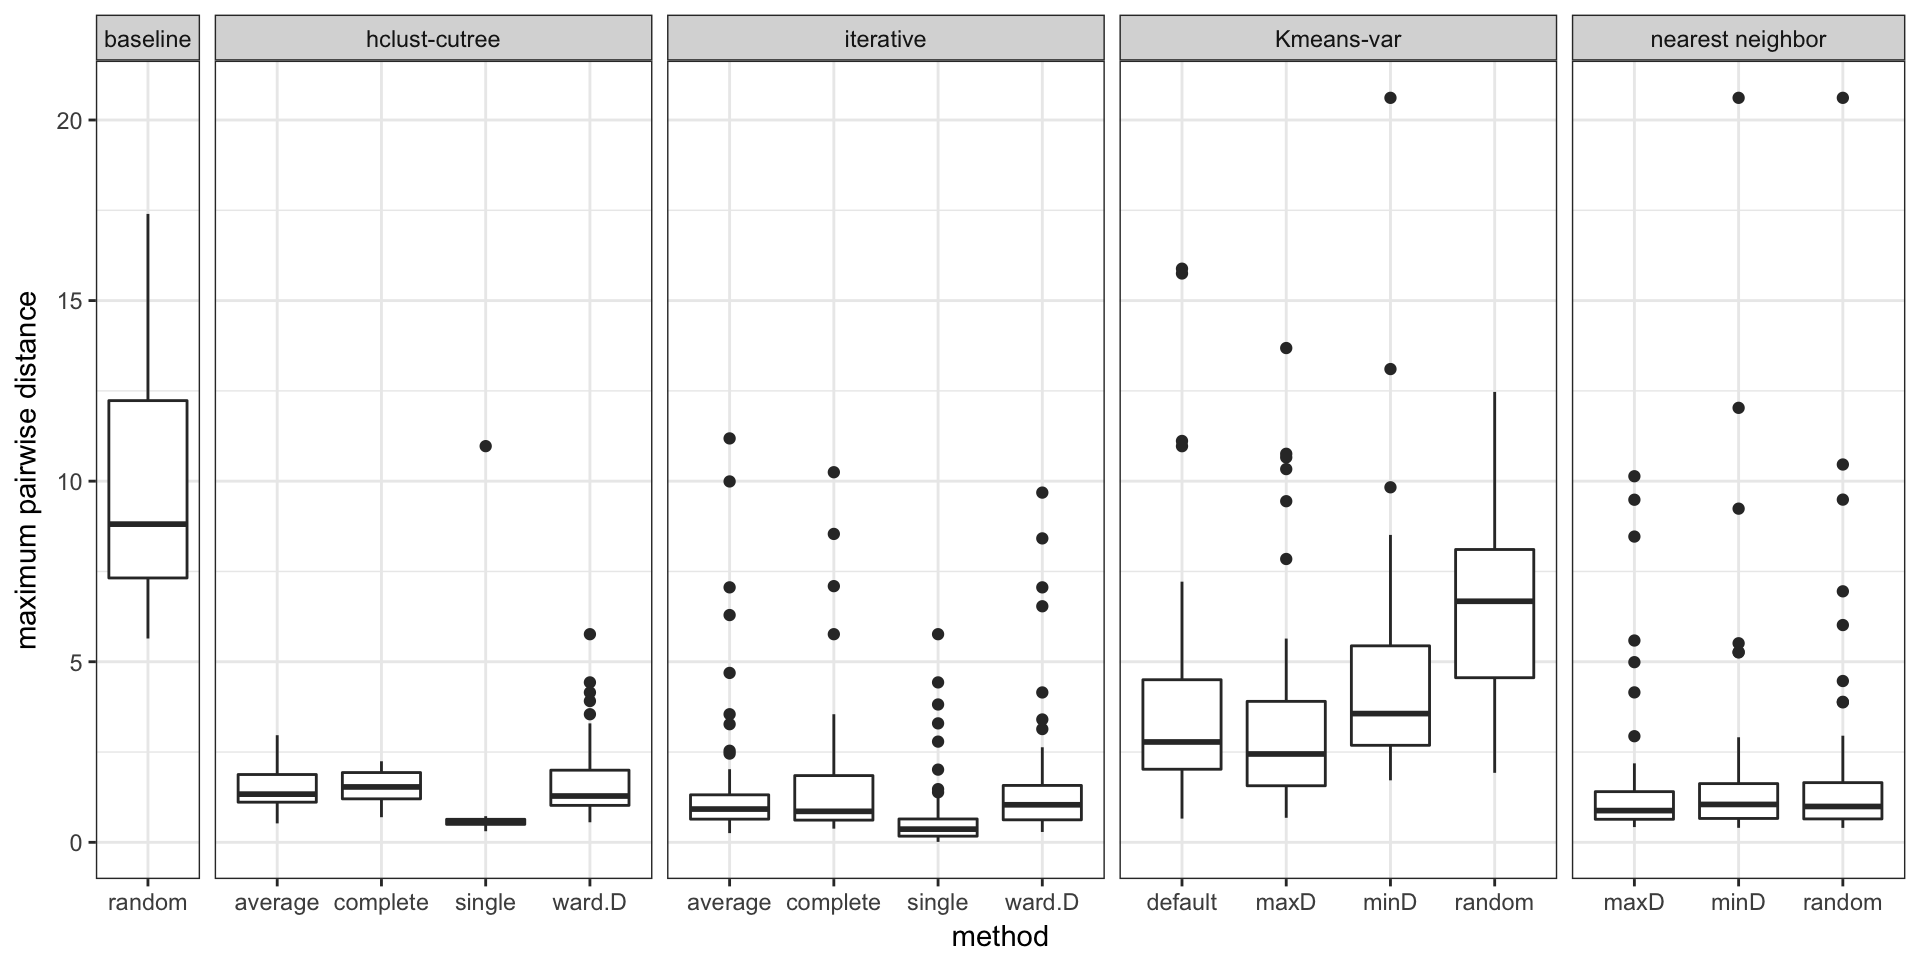 baseline hclust-cutree iterative Kmeans-var nearest neighbor
20
15
10
5
0
maximum pairwise distance
random average complete single ward.D average complete single ward.D default maxD minD random maxD minD random
method